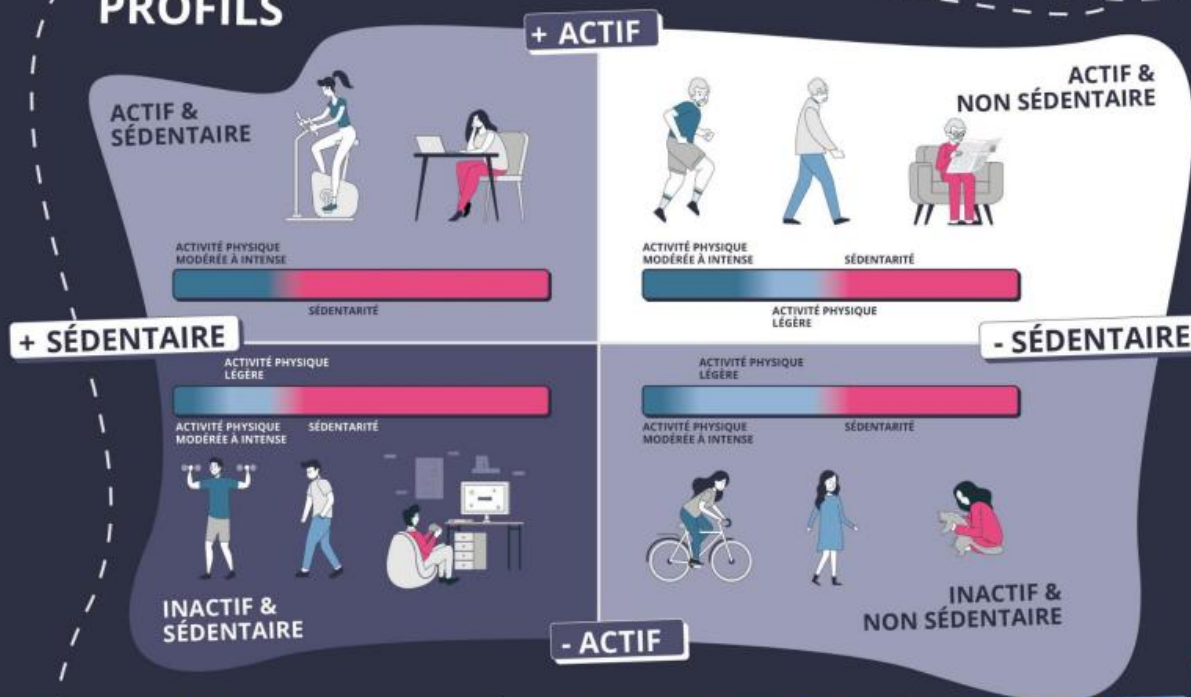 PROFILS
+ ACTIF
ACTIF &
SÉDENTAIRE
ACTIVITÉ PHYSIQUE
MODÉRÉE À INTENSE
SÉDENTARITÉ
ACTIF &
NON SÉDENTAIRE
ACTIVITÉ PHYSIQUE
MODÉRÉE À INTENSE
SÉDENTARITÉ
ACTIVITÉ PHYSIQUE
LÉGÈRE
+ SÉDENTAIRE
- SÉDENTAIRE
ACTIVITÉ PHYSIQUE
LÉGÈRE
ACTIVITÉ PHYSIQUE
MODÉRÉE À INTENSE
SÉDENTARITÉ
INACTIF &
SÉDENTAIRE
ACTIVITÉ PHYSIQUE
LÉGÈRE
ACTIVITÉ PHYSIQUE
MODÉRÉE À INTENSE
SÉDENTARITÉ
INACTIF &
NON SÉDENTAIRE
- ACTIF